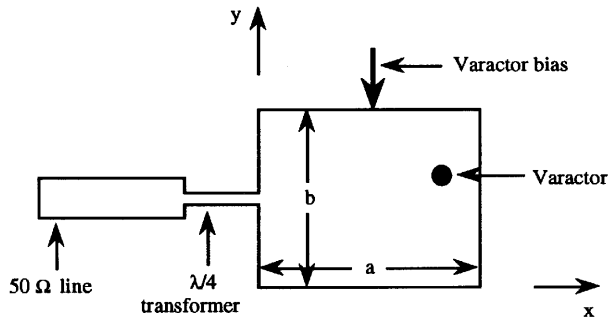 y
Varactor bias
Varactor
b
a
50 Ω line
λ/4
transformer
x